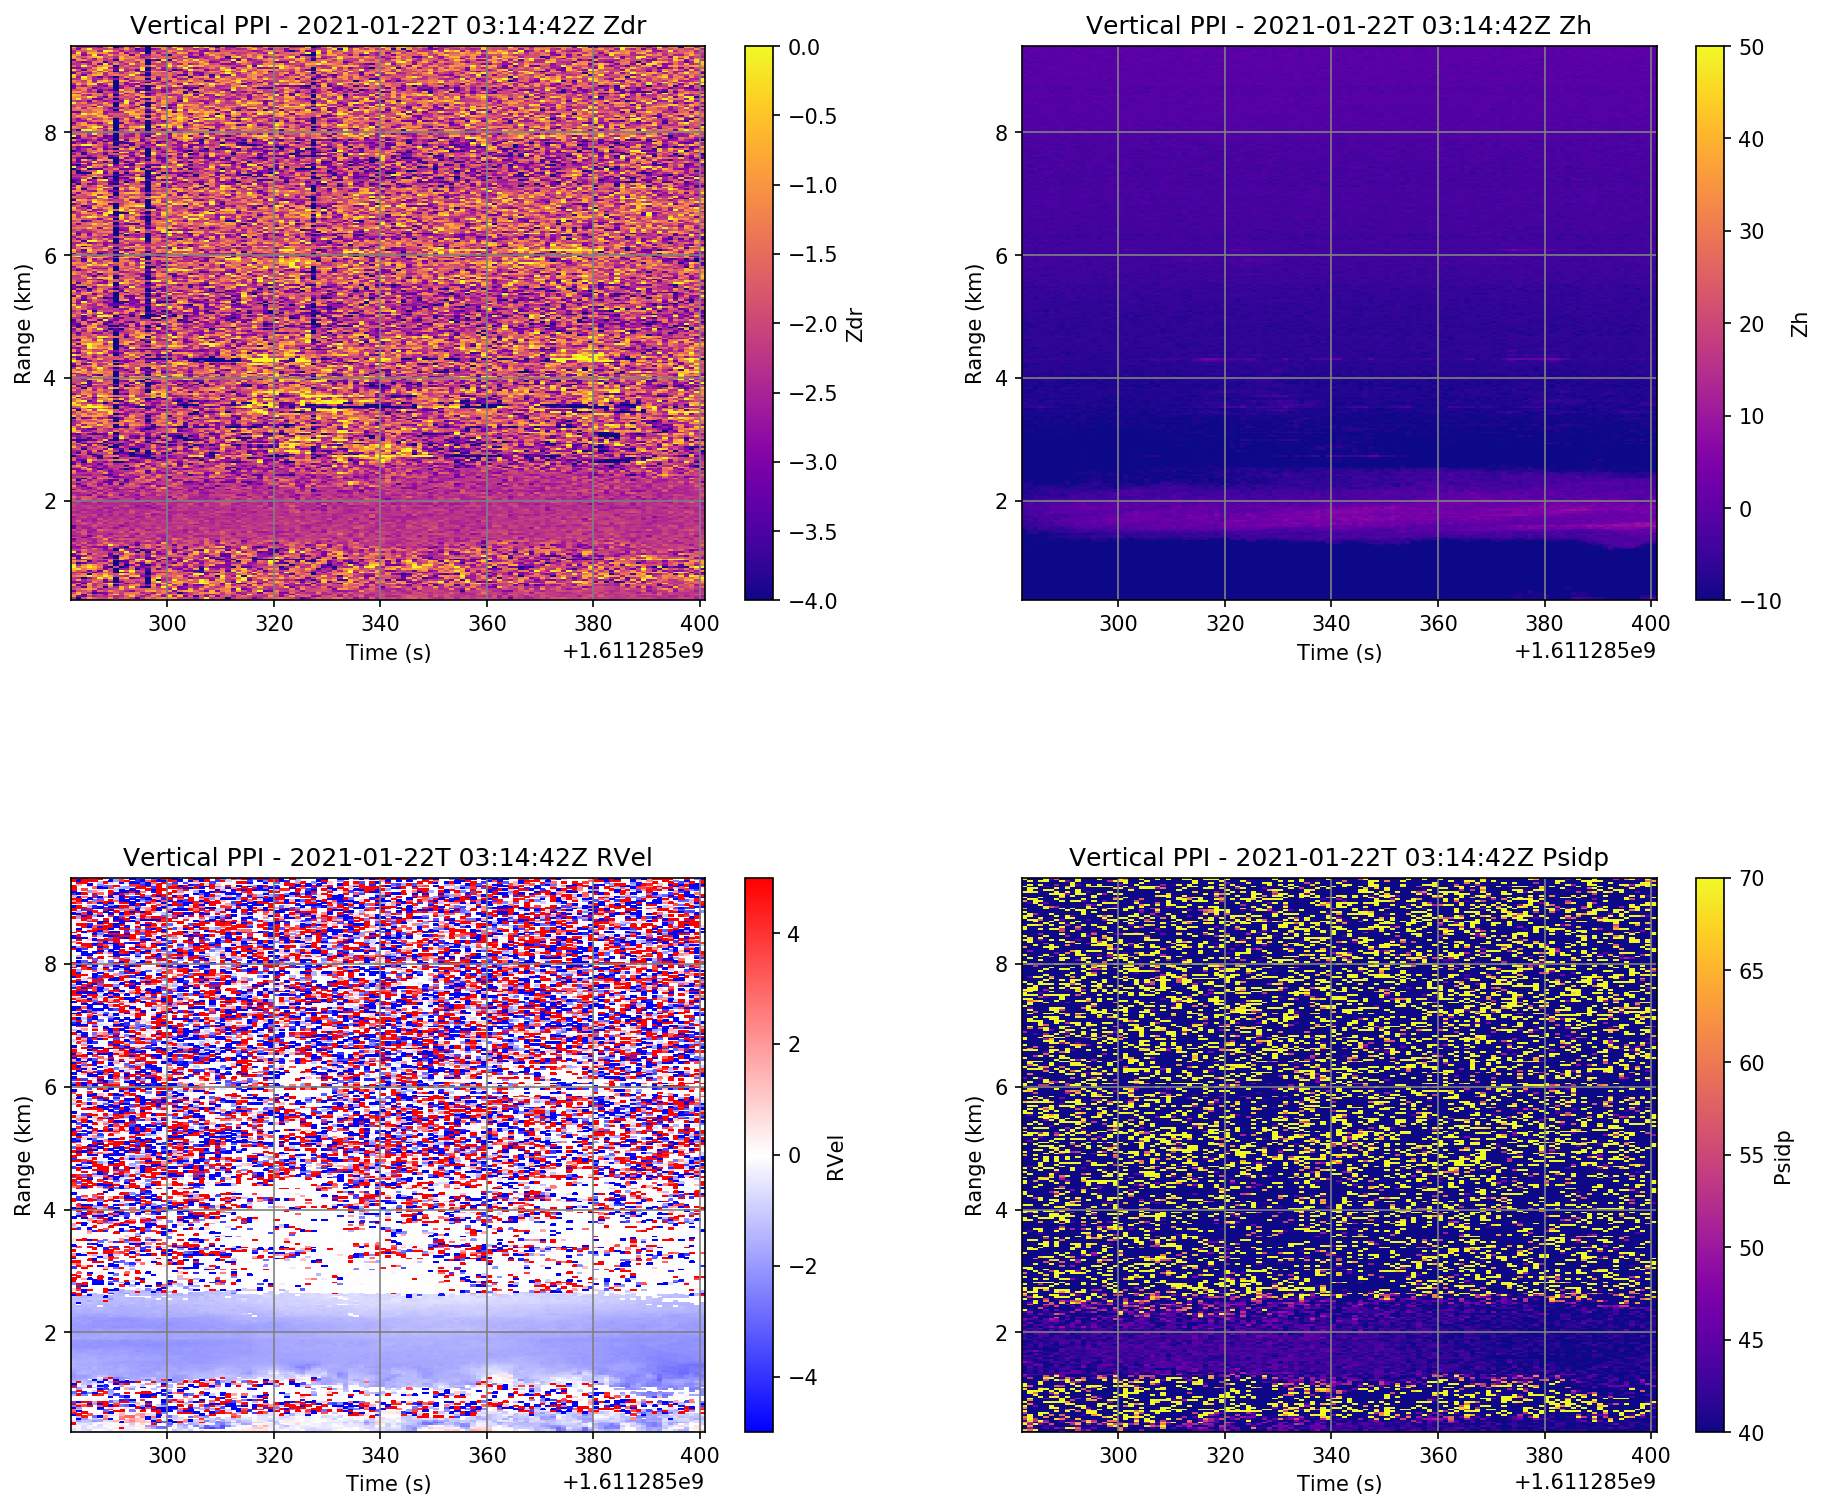 Vertical PPI - 2021-01-22T 03:14:42Z Zdr
Range (km)
8
6
4
2
300 320 340 360 380 400
Time (s)
+1.611285e9
0.0
−0.5
−1.0
−1.5
−2.0
−2.5
−3.0
−3.5
−4.0
Zdr
Vertical PPI - 2021-01-22T 03:14:42Z Zh
Range (km)
8
6
4
2
300 320 340 360 380 400
Time (s)
+1.611285e9
50
40
30
20
10
0
−10
Zh
Vertical PPI - 2021-01-22T 03:14:42Z RVel
Range (km)
8
6
4
2
300 320 340 360 380 400
Time (s)
+1.611285e9
4
2
0
−2
−4
RVel
Vertical PPI - 2021-01-22T 03:14:42Z Psidp
Range (km)
8
6
4
2
300 320 340 360 380 400
Time (s)
+1.611285e9
70
65
60
55
50
45
40
Psidp